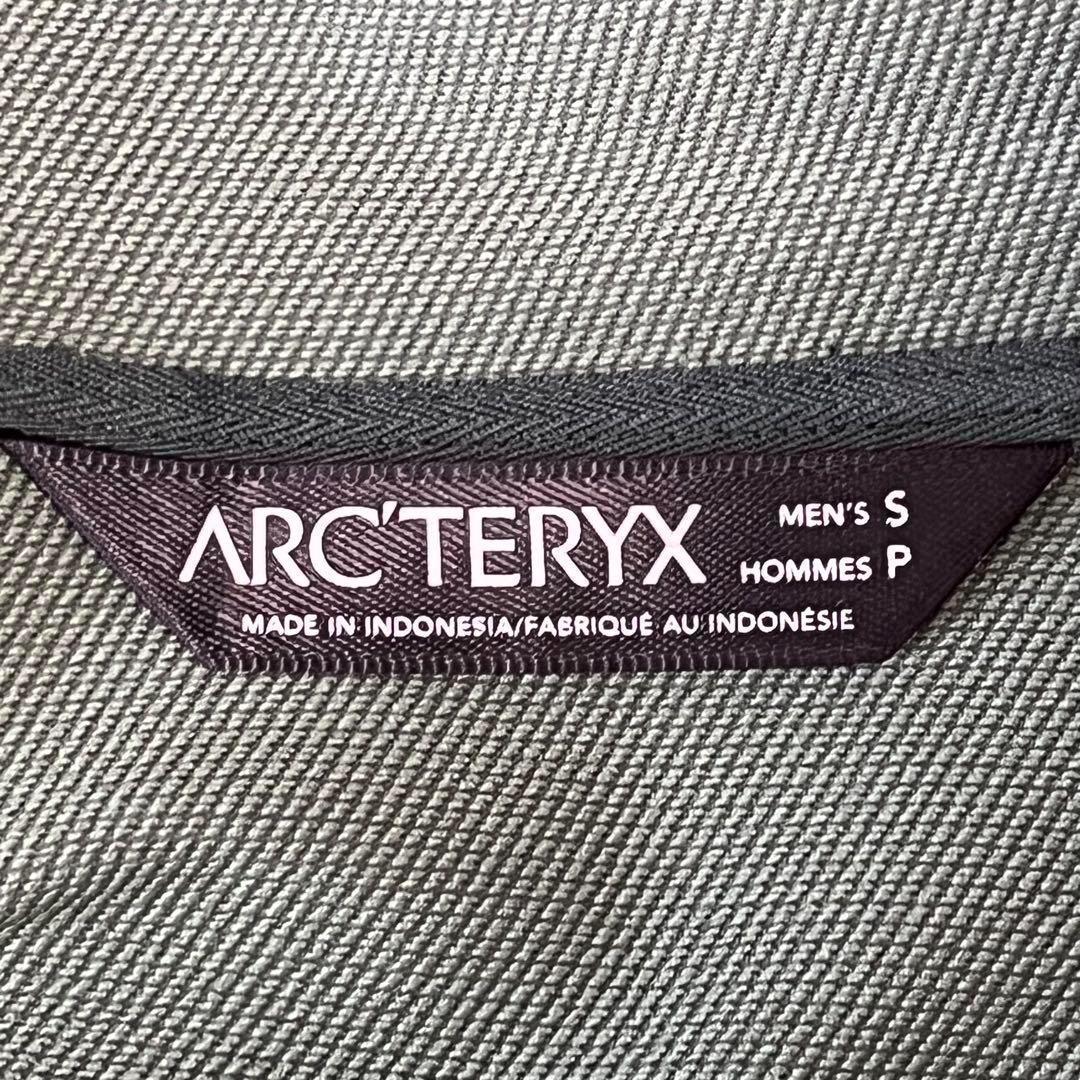 ARC'TERYX
MEN'S S
HOMMES P
MADE IN INDONESIA/FABRIQUÉ AU INDONÉSIE